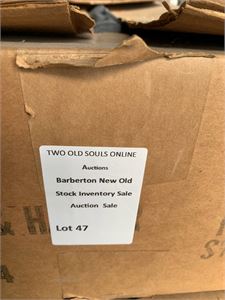 TWO OLD SOULS ONLINE
Auctions
Barberton New Old
Stock Inventory Sale
Auction Sale
Lot 47